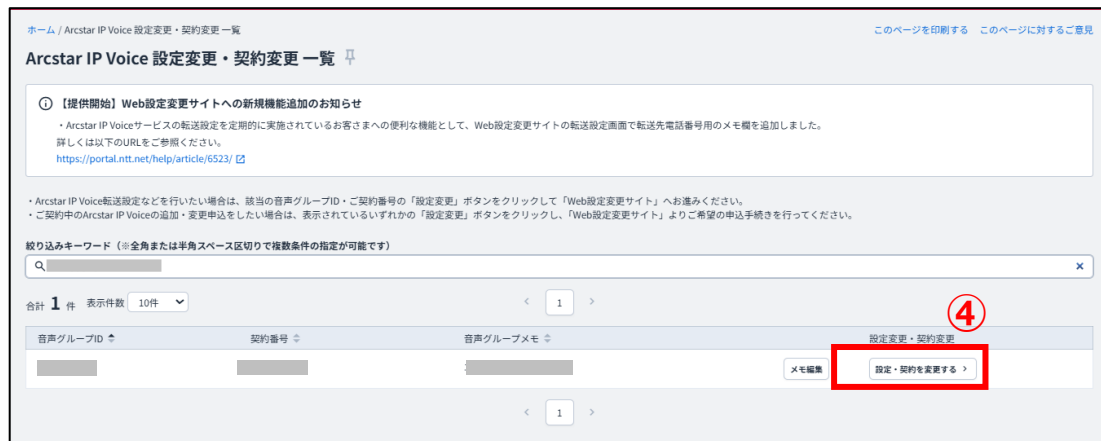 ホーム / Arcstar IP Voice 設定変更・契約変更 一覧
このページを印刷する このページに対するご意見
Arcstar IP Voice 設定変更・契約変更 一覧
【提供開始】Web設定変更サイトへの新規機能追加のお知らせ
・Arcstar IP Voiceサービスの転送設定を定期的に実施されているお客さまへの便利な機能として、Web設定変更サイトの転送設定画面で転送先電話番号用のメモ欄を追加しました。
詳しくは以下のURLをご参照ください。
https://portal.ntt.net/help/article/6523/
・Arcstar IP Voice転送設定などを行いたい場合は、該当の音声グループID・ご契約番号の「設定変更」ボタンをクリックして「Web設定変更サイト」へお進みください。
・ご契約中のArcstar IP Voiceの追加・変更申込をしたい場合は、表示されているいずれかの「設定変更」ボタンをクリックし、「Web設定変更サイト」よりご希望の申込手続きを行ってください。
絞り込みキーワード（※全角または半角スペース区切りで複数条件の指定が可能です）
合計 1 件 表示件数 10件
1
④
音声グループID 契約番号 音声グループメモ 設定変更・契約変更
メモ編集 設定・契約を変更する
1